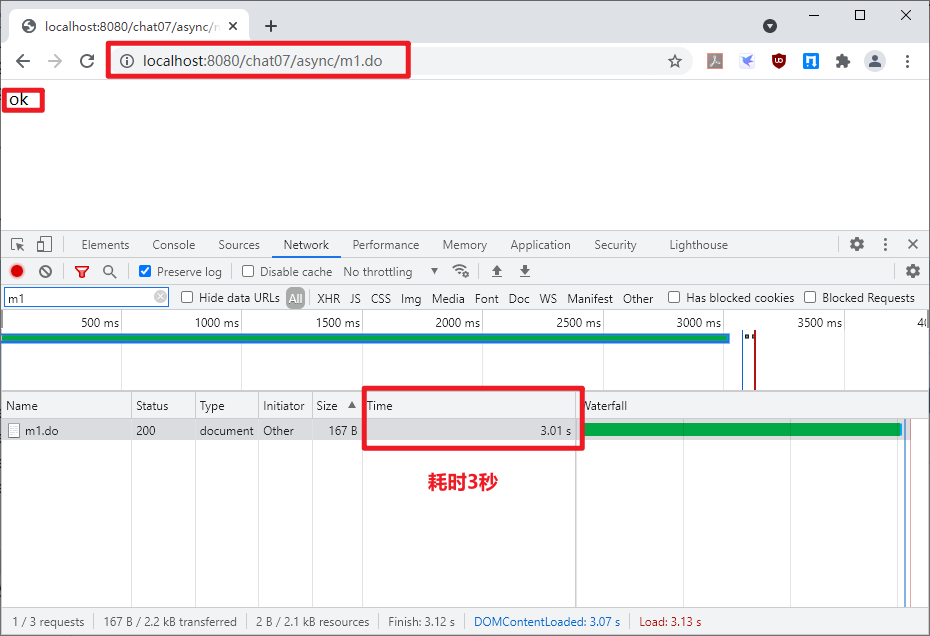 localhost:8080/chat07/async/m
localhost:8080/chat07/async/m1.do
ok
Elements Console Sources Network Performance Memory Application Security Lighthouse
Preserve log Disable cache No throttling
m1 Hide data URLs All XHR JS CSS Img Media Font Doc WS Manifest Other Has blocked cookies Blocked Requests
500 ms 1000 ms 1500 ms 2000 ms 2500 ms 3000 ms 3500 ms 40
Name Status Type Initiator Size Time Waterfall
m1.do 200 document Other 167 B 3.01 s
耗时3秒
1 / 3 requests 167 B / 2.2 kB transferred 2 B / 2.1 kB resources Finish: 3.12 s DOMContentLoaded: 3.07 s Load: 3.13 s